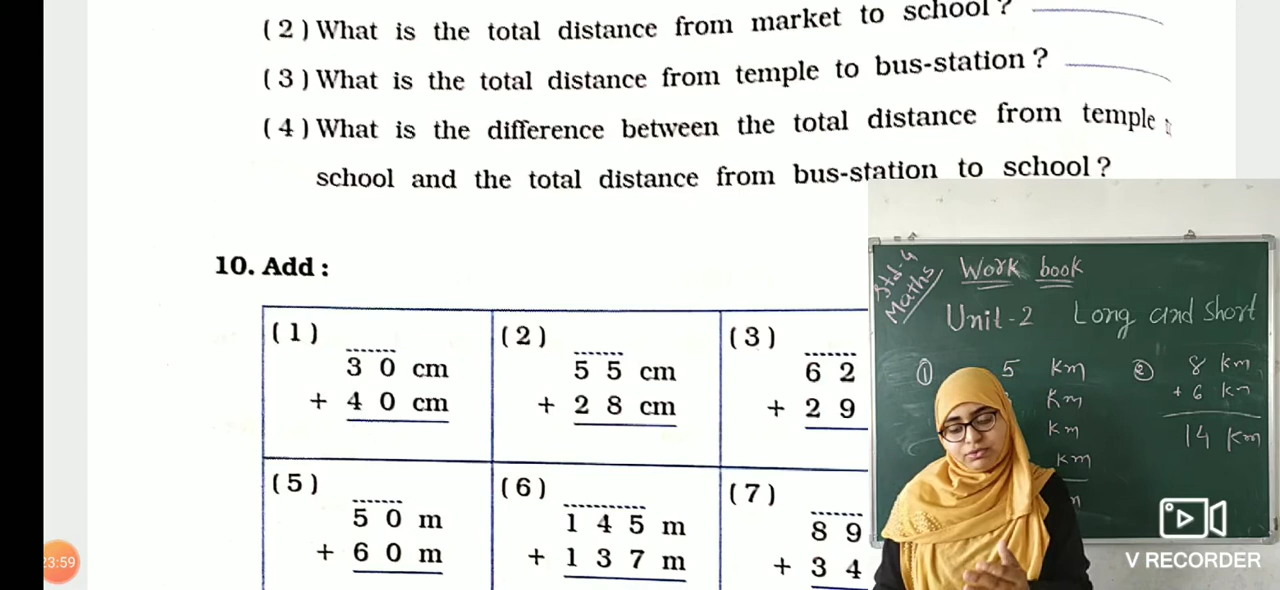 (2) What is the total distance from market to school?
(3) What is the total distance from temple to bus-station?
(4) What is the difference between the total distance from temple
school and the total distance from bus-station to school?
10. Add:
(1)
30 cm
+ 40 cm
(2)
55 cm
+ 28 cm
(3)
62
+ 29
(5)
50 m
+ 60 m
(6)
145 m
+ 137 m
(7)
89
+ 34
Std-4
Maths
Work book
Unit-2 Long and Short
① 5 Km
Km
Km
Km
② 8 Km
+ 6 Km
14 Km
V RECORDER
23:59